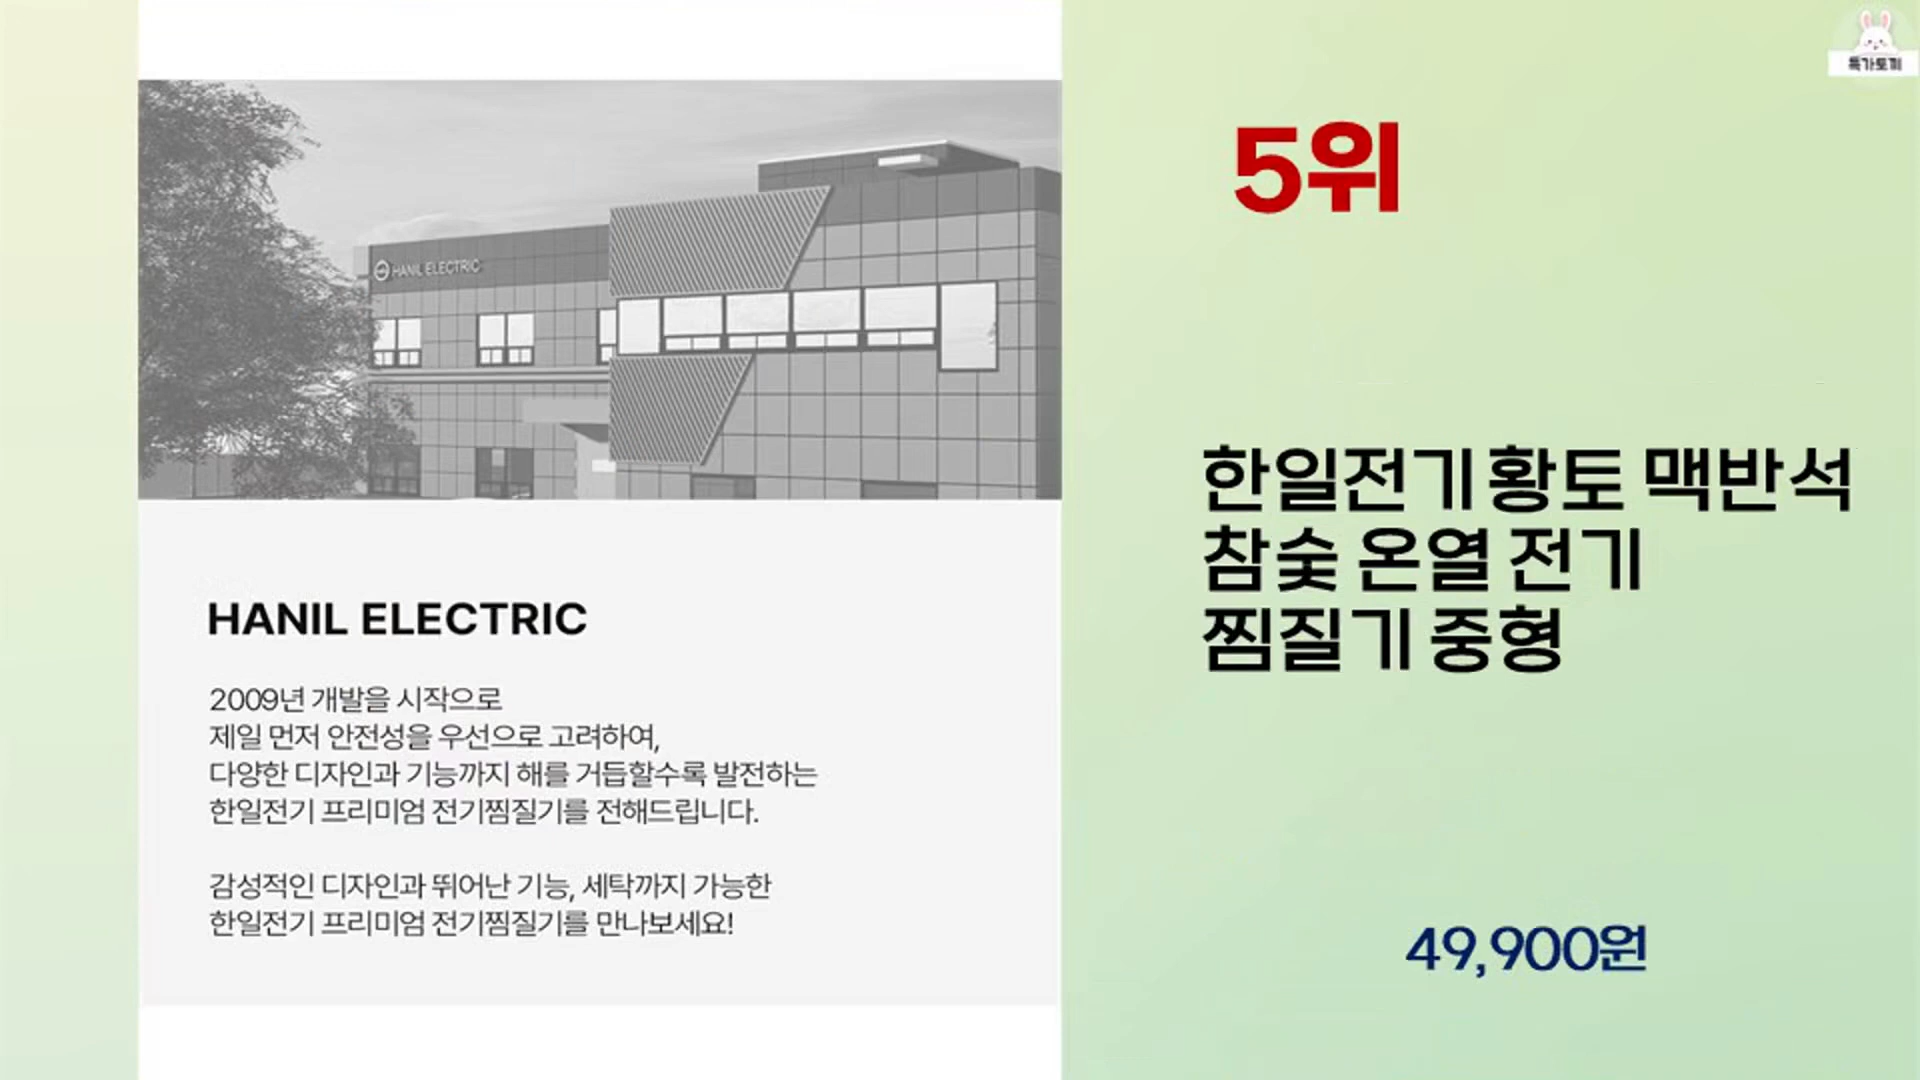 HANIL ELECTRIC
HANIL ELECTRIC
2009년 개발을 시작으로
제일 먼저 안전성을 우선으로 고려하여,
다양한 디자인과 기능까지 해를 거듭할수록 발전하는
한일전기 프리미엄 전기찜질기를 전해드립니다.
감성적인 디자인과 뛰어난 기능, 세탁까지 가능한
한일전기 프리미엄 전기찜질기를 만나보세요!
특가토끼
5위
한일전기 황토 맥반석
참숯 온열 전기
찜질기 중형
49,900원